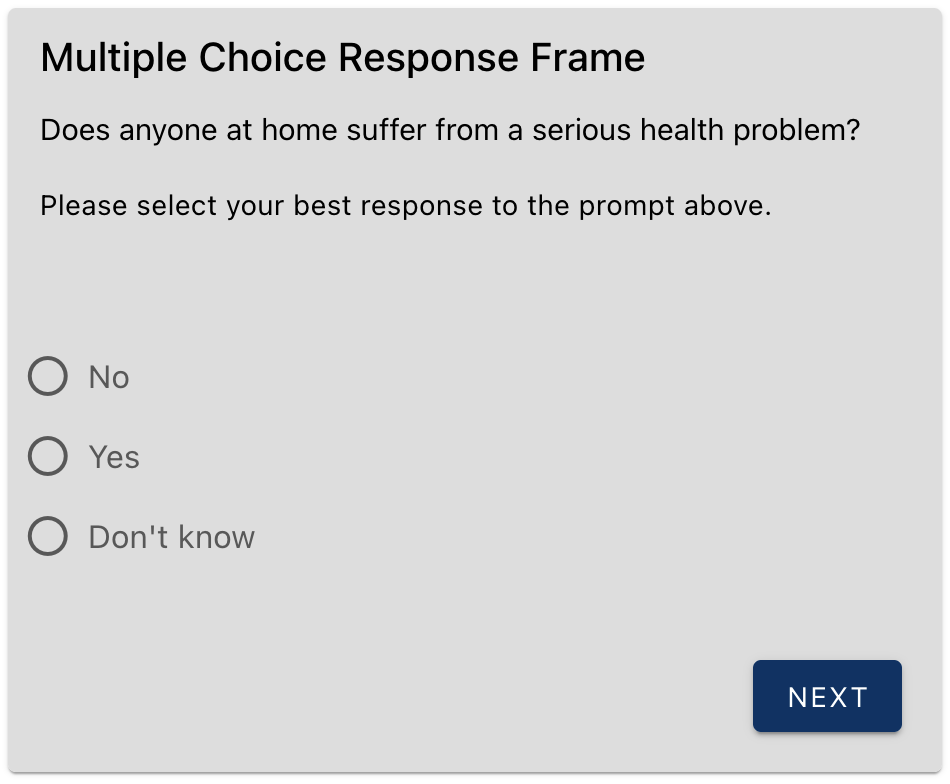 Multiple Choice Response Frame
Does anyone at home suffer from a serious health problem?
Please select your best response to the prompt above.
No
Yes
Don't know
NEXT